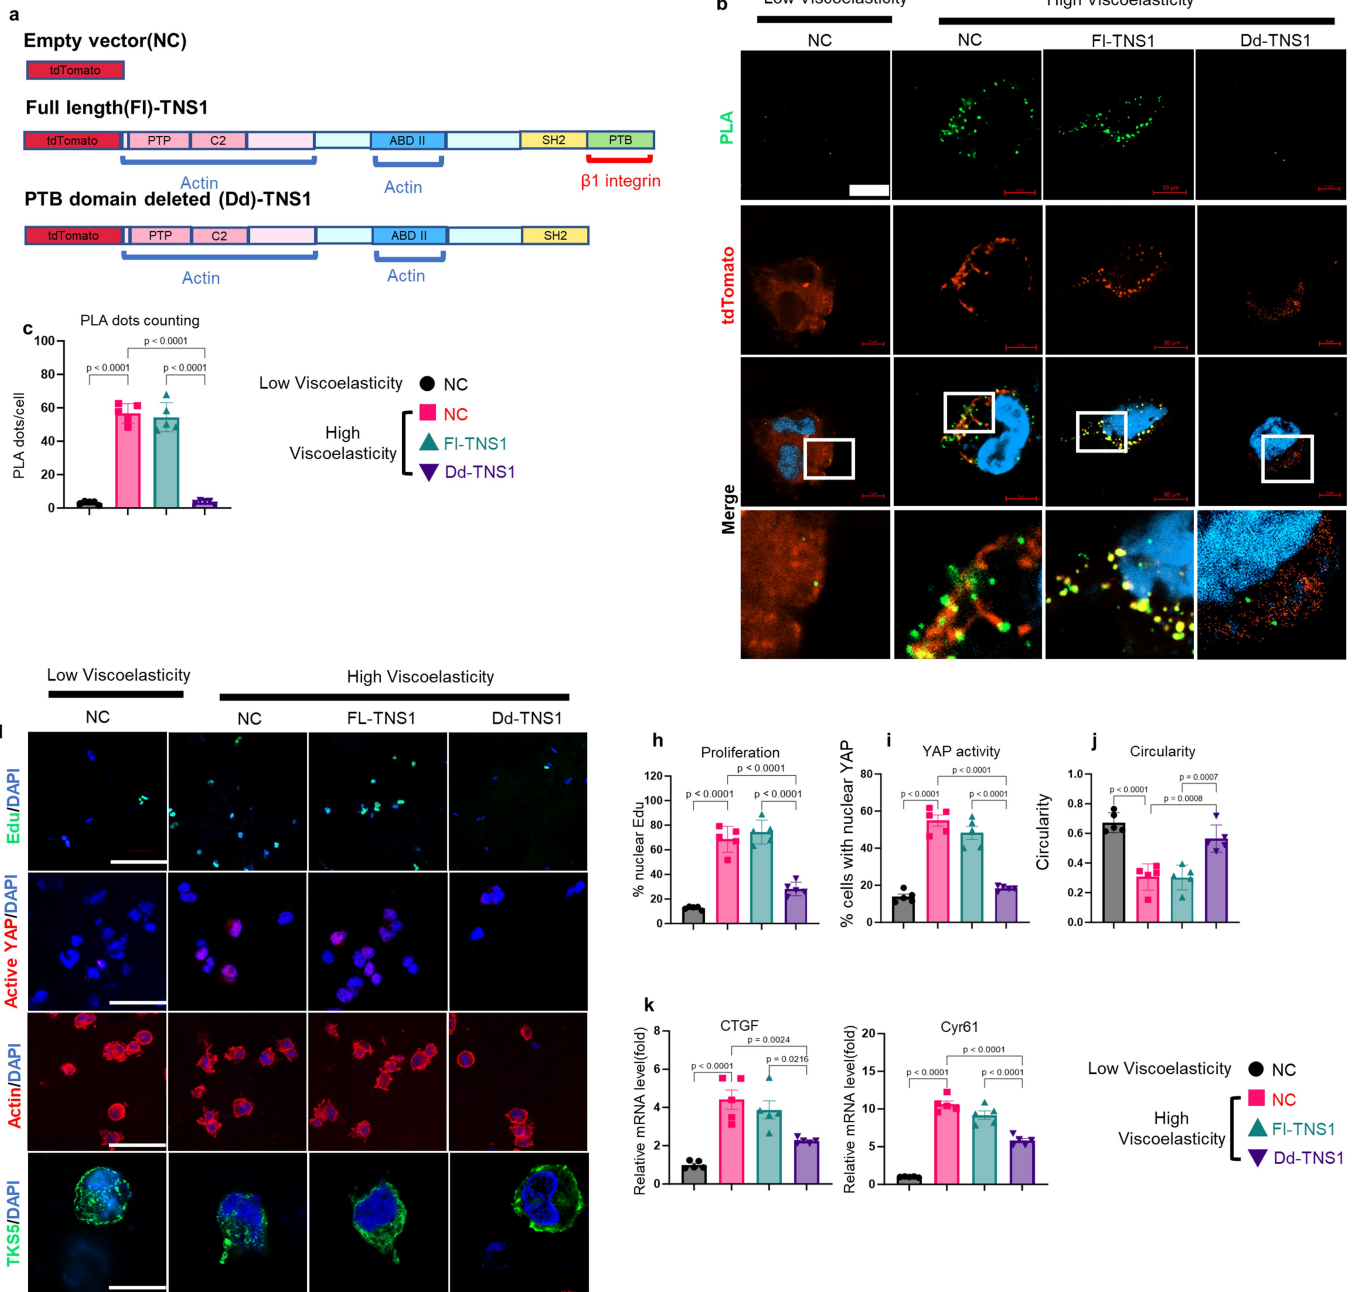 a
Empty vector(NC)
tdTomato
Full length(Fl)-TNS1
tdTomato PTP C2 ABD II SH2 PTB
Actin Actin β1 integrin
PTB domain deleted (Dd)-TNS1
tdTomato PTP C2 ABD II SH2
Actin Actin
b
Low Viscoelasticity High Viscoelasticity
NC NC Fl-TNS1 Dd-TNS1
PLA
tdTomato
Merge
10 μm
10 μm
c
PLA dots counting
PLA dots/cell
100
80
60
40
20
0
p < 0.0001
p < 0.0001 p < 0.0001
Low Viscoelasticity NC
High Viscoelasticity
NC
Fl-TNS1
Dd-TNS1
Low Viscoelasticity High Viscoelasticity
NC NC FL-TNS1 Dd-TNS1
Edu/DAPI
Active YAP/DAPI
Actin/DAPI
TKS5/DAPI
h
Proliferation
% nuclear Edu
120
100
80
60
40
20
0
p < 0.0001
p < 0.0001 p < 0.0001
i
YAP activity
% cells with nuclear YAP
80
60
40
20
0
p < 0.0001
p < 0.0001 p < 0.0001
j
Circularity
Circularity
1.0
0.8
0.6
0.4
0.2
0.0
p = 0.0007
p < 0.0001 p = 0.0008
k
CTGF
Relative mRNA level(fold)
8
6
4
2
0
p = 0.0024
p < 0.0001 p = 0.0216
Cyr61
Relative mRNA level(fold)
20
15
10
5
0
p < 0.0001
p < 0.0001 p < 0.0001
Low Viscoelasticity NC
High
Viscoelasticity
NC
Fl-TNS1
Dd-TNS1